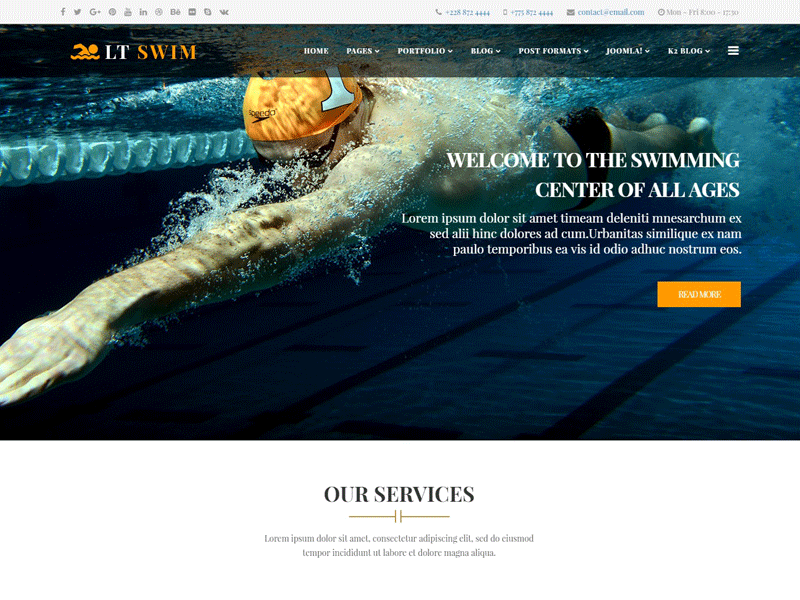 +228 872 4444 +775 872 4444 contact@email.com Mon - Fri 8:00 - 17:30
LT SWIM HOME PAGES PORTFOLIO BLOG POST FORMATS JOOMLA! K2 BLOG
speedo
WELCOME TO THE SWIMMING
CENTER OF ALL AGES
Lorem ipsum dolor sit amet timeam deleniti mnesarchum ex
sed alii hinc dolores ad cum.Urbanitas similique ex nam
paulo temporibus ea vis id odio adhuc nostrum eos.
READ MORE
OUR SERVICES
Lorem ipsum dolor sit amet, consectetur adipiscing elit, sed do eiusmod
tempor incididunt ut labore et dolore magna aliqua.